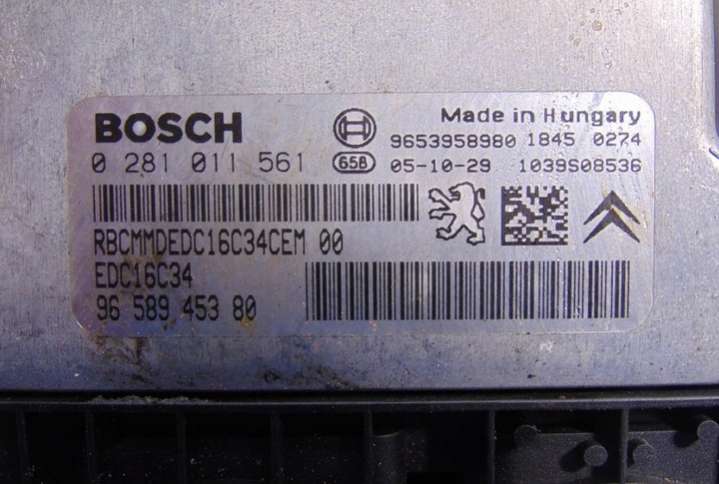 BOSCH
Made in Hungary
9653958980 1845 0274
0 281 011 561 65B 05-10-29 1039S08536
RBCMMDEDC16C34CEM 00
EDC16C34
96 589 453 80